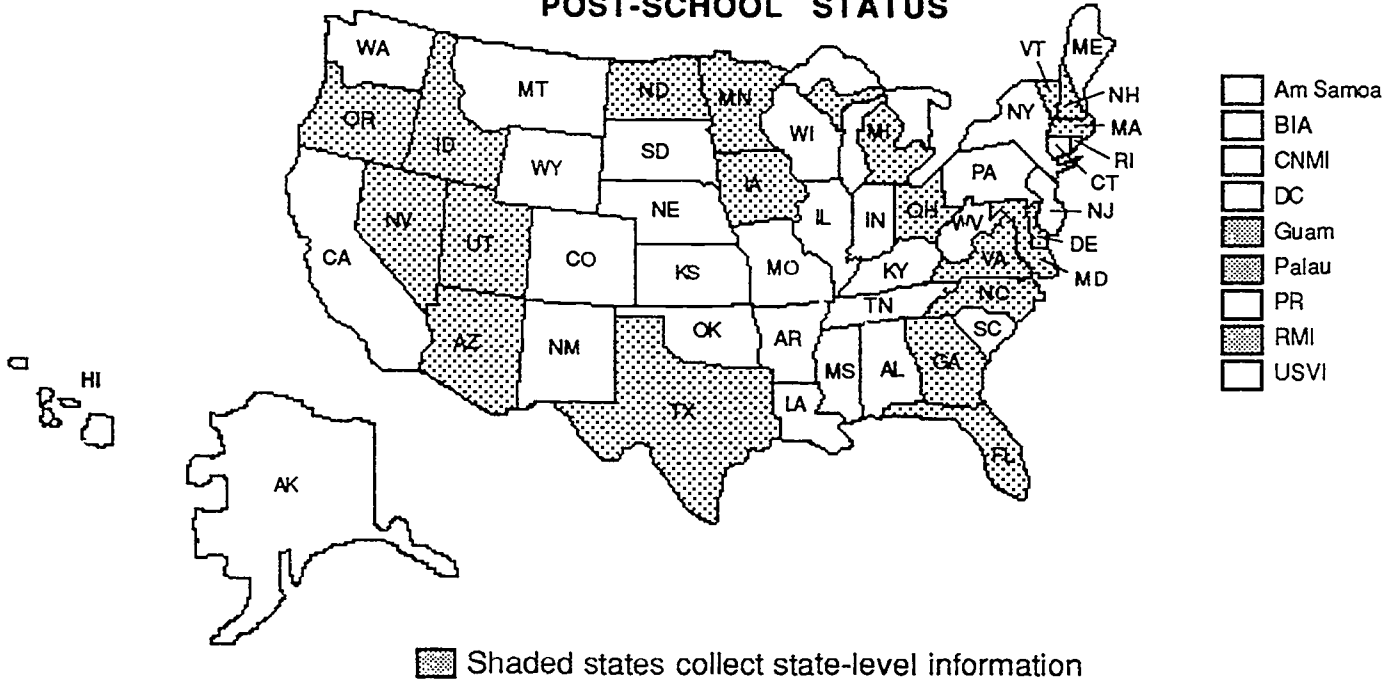 POST-SCHOOL STATUS
WA
MT
ND
MN
OR
ID
WY
SD
WI
MI
NY
VT
ME
NH
MA
RI
CT
NJ
DE
MD
PA
NV
UT
CO
NE
IA
IL
IN
OH
WV
VA
CA
KS
MO
KY
TN
NC
SC
AZ
NM
OK
AR
MS
AL
GA
TX
LA
FL
HI
AK
Am Samoa
BIA
CNMI
DC
Guam
Palau
PR
RMI
USVI
Shaded states collect state-level information